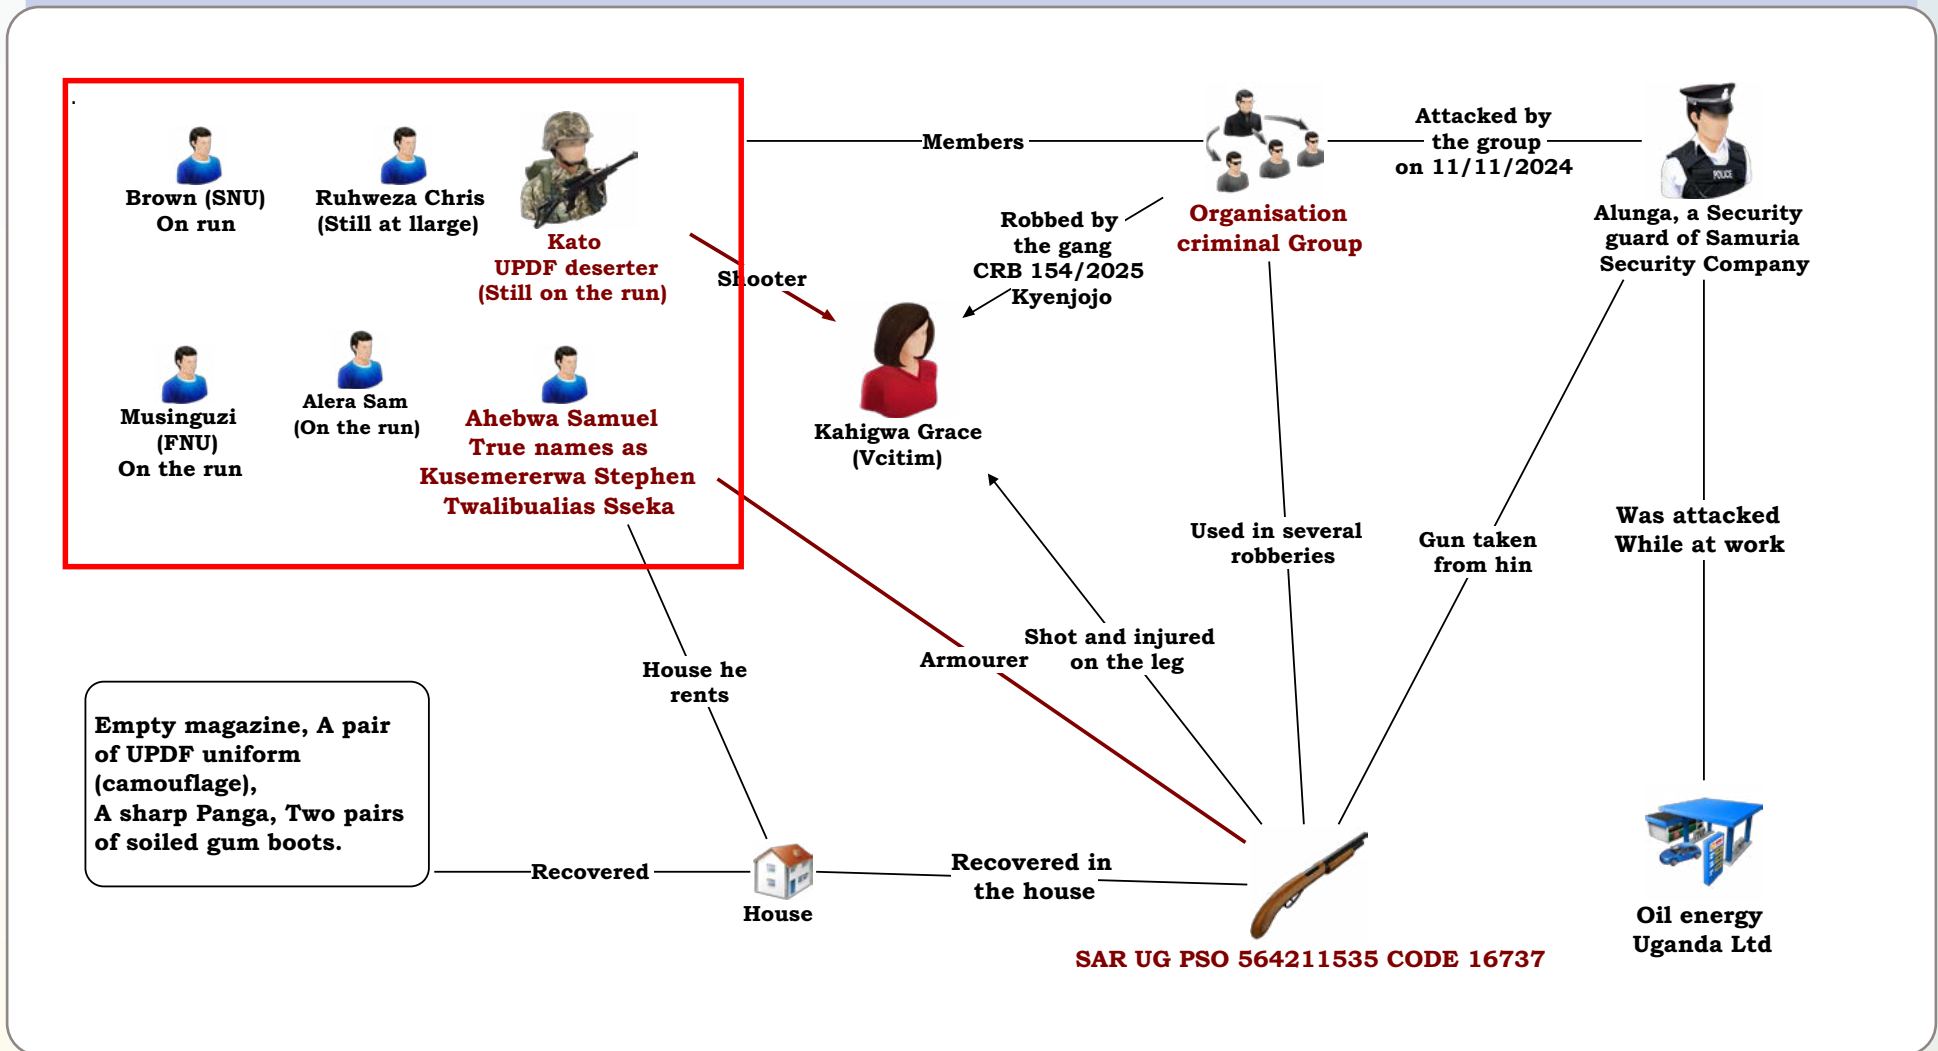 .
Brown (SNU)
On run
Ruhweza Chris
(Still at llarge)
Kato
UPDF deserter
(Still on the run)
Musinguzi
(FNU)
On the run
Alera Sam
(On the run)
Ahebwa Samuel
True names as
Kusemererwa Stephen
Twalibualias Sseka
Members
Shooter
Organisation
criminal Group
Attacked by
the group
on 11/11/2024
Alunga, a Security
guard of Samuria
Security Company
POLICE
Robbed by
the gang
CRB 154/2025
Kyenjojo
Kahigwa Grace
(Vcitim)
Used in several
robberies
Gun taken
from hin
Was attacked
While at work
Shot and injured
on the leg
Armourer
House he
rents
Empty magazine, A pair
of UPDF uniform
(camouflage),
A sharp Panga, Two pairs
of soiled gum boots.
Recovered
House
Recovered in
the house
SAR UG PSO 564211535 CODE 16737
Oil energy
Uganda Ltd